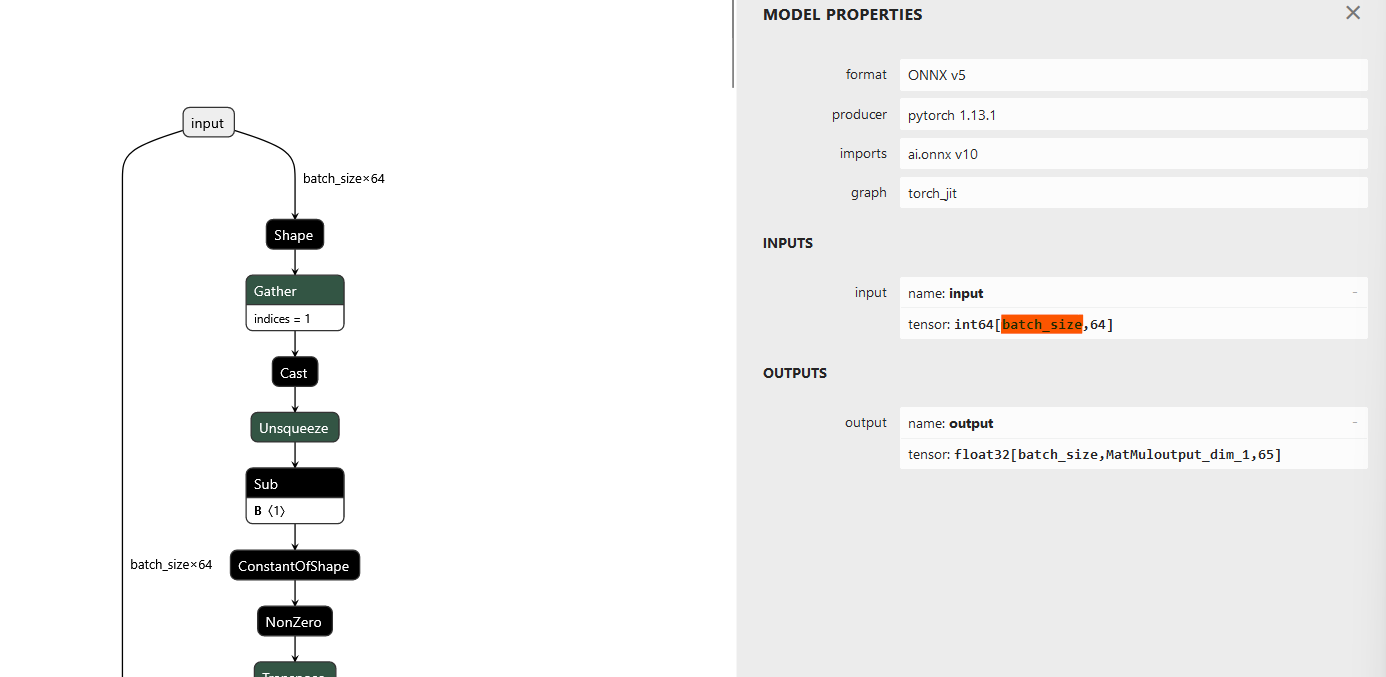 MODEL PROPERTIES
format
ONNX v5
producer
pytorch 1.13.1
imports
ai.onnx v10
graph
torch_jit
INPUTS
input
name: input
-
tensor: int64[batch_size,64]
OUTPUTS
output
name: output
-
tensor: float32[batch_size,MatMuloutput_dim_1,65]
input
batch_size×64
Shape
Gather
indices = 1
Cast
Unsqueeze
Sub
B ⟨1⟩
batch_size×64
ConstantOfShape
NonZero
Transpose